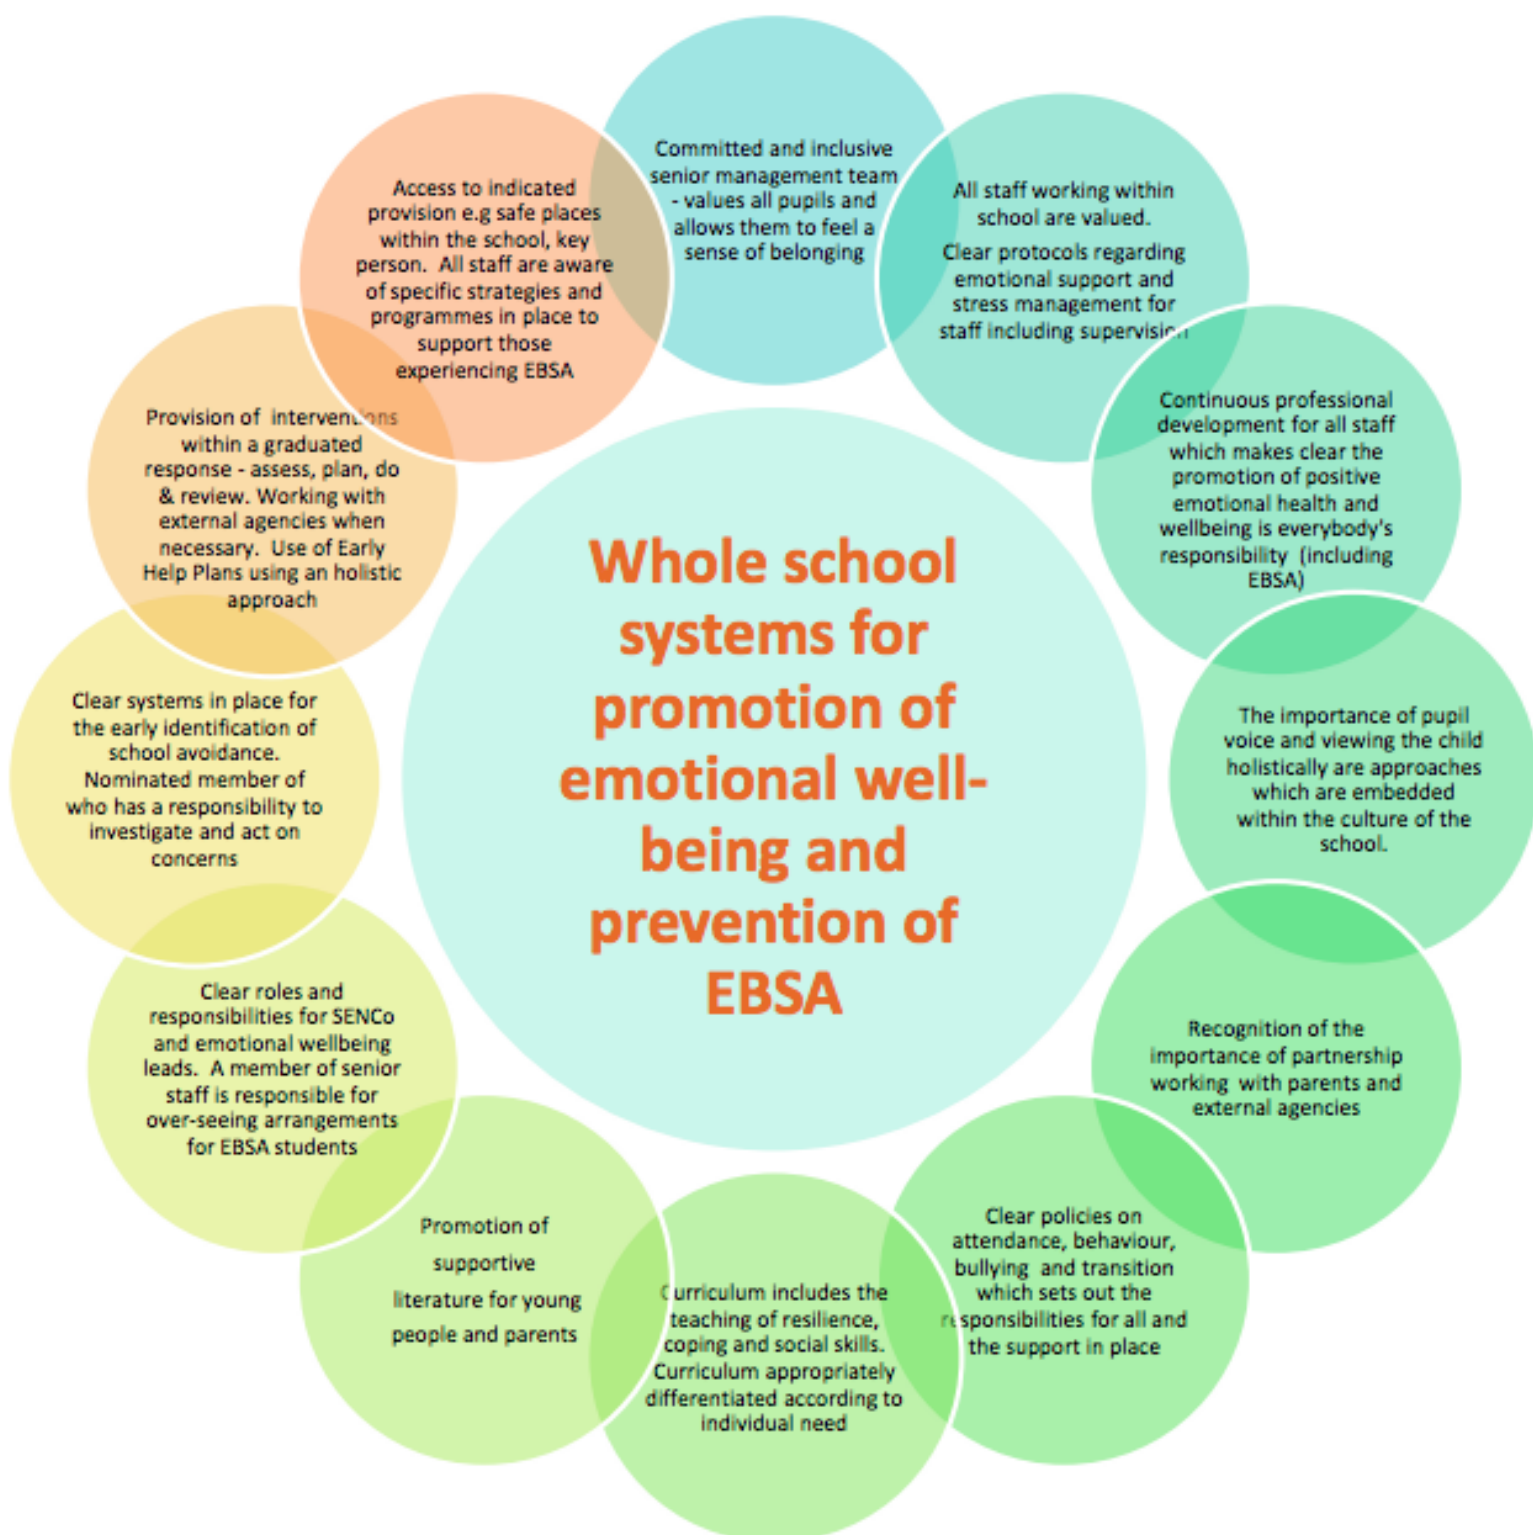 Committed and inclusive
senior management team
- values all pupils and
allows them to feel a
sense of belonging
All staff working within
school are valued.
Clear protocols regarding
emotional support and
stress management for
staff including supervision
Continuous professional
development for all staff
which makes clear the
promotion of positive
emotional health and
wellbeing is everybody's
responsibility (including
EBSA)
The importance of pupil
voice and viewing the child
holistically are approaches
which are embedded
within the culture of the
school.
Recognition of the
importance of partnership
working with parents and
external agencies
Clear policies on
attendance, behaviour,
bullying and transition
which sets out the
responsibilities for all and
the support in place
Curriculum includes the
teaching of resilience,
coping and social skills.
Curriculum appropriately
differentiated according to
individual need
Promotion of
supportive
literature for young
people and parents
Clear roles and
responsibilities for SENCo
and emotional wellbeing
leads. A member of senior
staff is responsible for
over-seeing arrangements
for EBSA students
Clear systems in place for
the early identification of
school avoidance.
Nominated member of
who has a responsibility to
investigate and act on
concerns
Provision of interventions
within a graduated
response - assess, plan, do
& review. Working with
external agencies when
necessary. Use of Early
Help Plans using an holistic
approach
Access to indicated
provision e.g safe places
within the school, key
person. All staff are aware
of specific strategies and
programmes in place to
support those
experiencing EBSA
Whole school
systems for
promotion of
emotional well-
being and
prevention of
EBSA